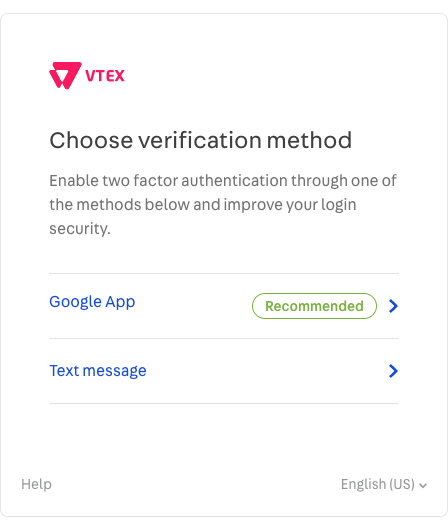 VTEX
Choose verification method
Enable two factor authentication through one of
the methods below and improve your login
security.
Google App
Recommended
Text message
Help
English (US)